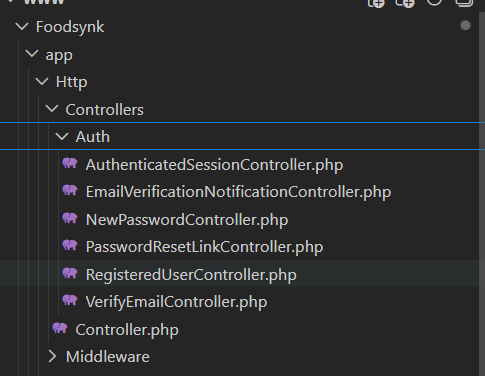 www
Foodsynk
app
Http
Controllers
Auth
AuthenticatedSessionController.php
EmailVerificationNotificationController.php
NewPasswordController.php
PasswordResetLinkController.php
RegisteredUserController.php
VerifyEmailController.php
Controller.php
Middleware